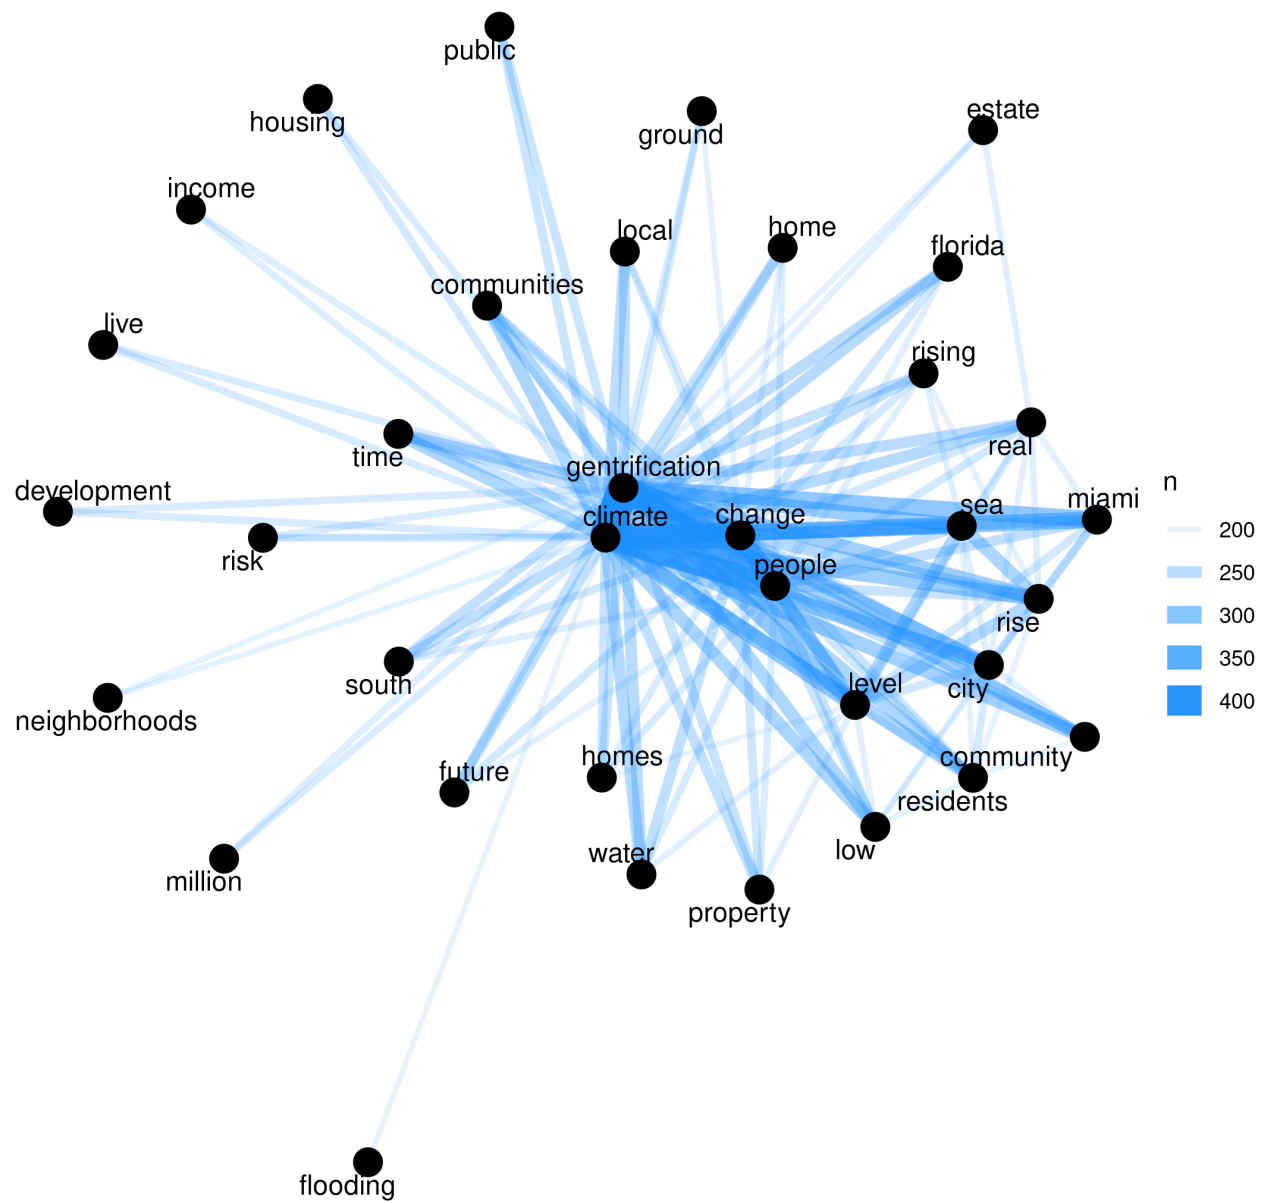 public
housing
estate
ground
income
local
home
florida
communities
live
rising
real
time
gentrification
n
development
sea
miami
climate
change
200
risk
people
250
300
rise
350
south
level
city
400
neighborhoods
homes
community
future
residents
water
low
million
property
flooding